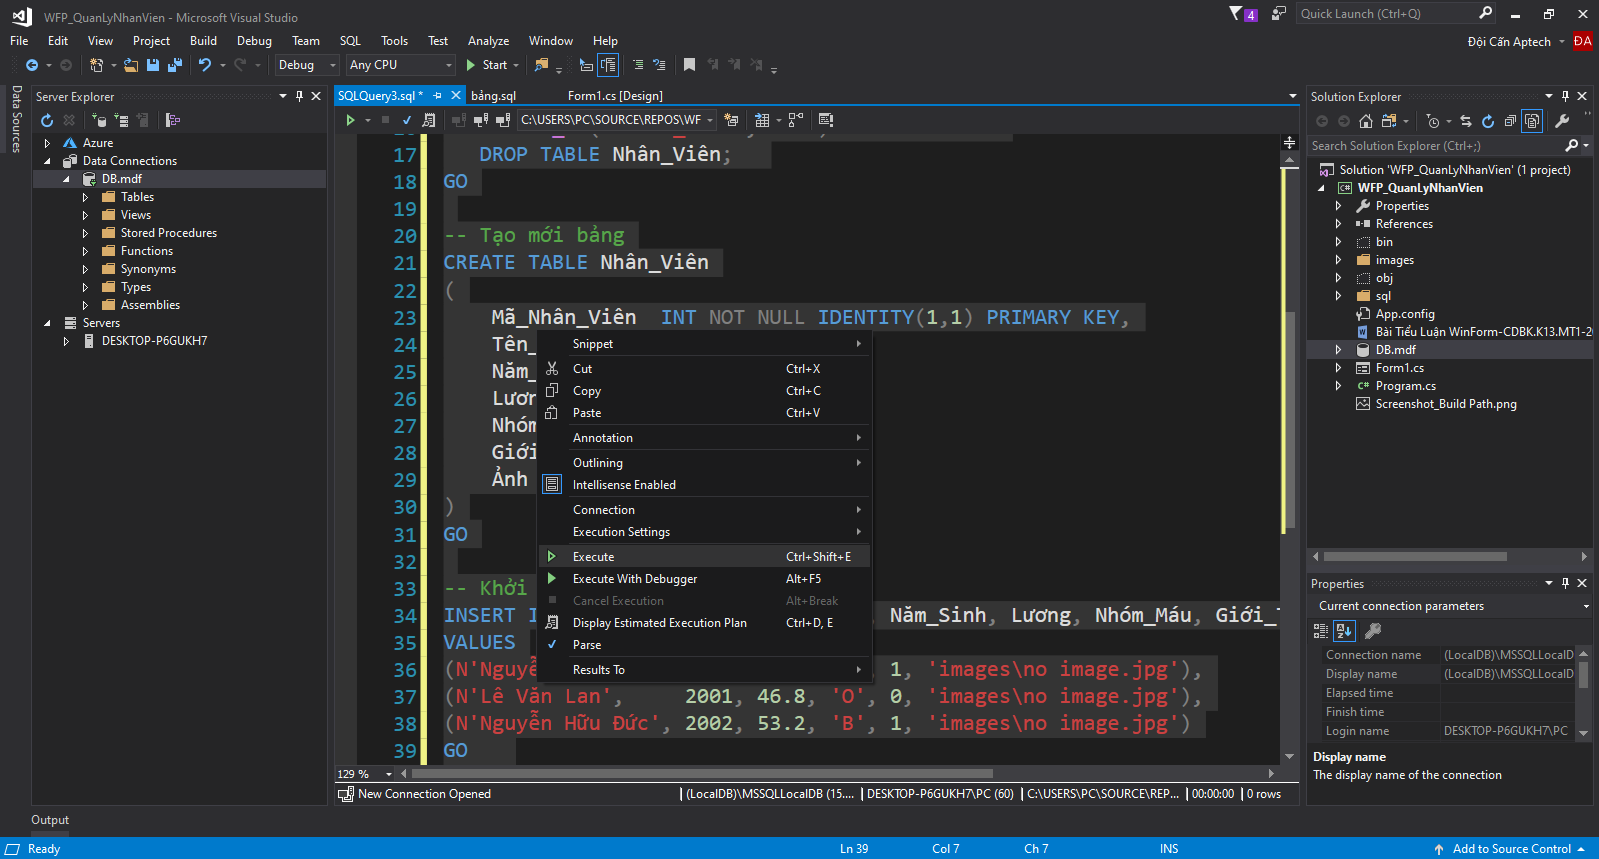 WFP_QuanLyNhanVien - Microsoft Visual Studio
4
Quick Launch (Ctrl+Q)
File Edit View Project Build Debug Team SQL Tools Test Analyze Window Help
Đội Cấn Aptech
ĐA
Debug Any CPU Start
Data Sources
Server Explorer
Azure
Data Connections
DB.mdf
Tables
Views
Stored Procedures
Functions
Synonyms
Types
Assemblies
Servers
DESKTOP-P6GUKH7
SQLQuery3.sql * bảng.sql Form1.cs [Design]
C:\USERS\PC\SOURCE\REPOS\WF
17 DROP TABLE Nhân_Viên;
18 GO
19
20 -- Tạo mới bảng
21 CREATE TABLE Nhân_Viên
22 (
23 Mã_Nhân_Viên INT NOT NULL IDENTITY(1,1) PRIMARY KEY,
24 Tên_
25 Năm_
26 Lươn
27 Nhóm
28 Giới
29 Ảnh
30 )
31 GO
32
33 -- Khởi
34 INSERT I , Năm_Sinh, Lương, Nhóm_Máu, Giới_T
35 VALUES
36 (N'Nguyễ 1, 'images\no image.jpg'),
37 (N'Lê Văn Lan', 2001, 46.8, 'O', 0, 'images\no image.jpg'),
38 (N'Nguyễn Hữu Đức', 2002, 53.2, 'B', 1, 'images\no image.jpg')
39 GO
Snippet
Cut Ctrl+X
Copy Ctrl+C
Paste Ctrl+V
Annotation
Outlining
Intellisense Enabled
Connection
Execution Settings
Execute Ctrl+Shift+E
Execute With Debugger Alt+F5
Cancel Execution Alt+Break
Display Estimated Execution Plan Ctrl+D, E
Parse
Results To
129 %
New Connection Opened (LocalDB)\MSSQLLocalDB (15.... DESKTOP-P6GUKH7\PC (60) C:\USERS\PC\SOURCE\REP... 00:00:00 0 rows
Solution Explorer
Search Solution Explorer (Ctrl+;)
Solution 'WFP_QuanLyNhanVien' (1 project)
WFP_QuanLyNhanVien
Properties
References
bin
images
obj
sql
App.config
Bài Tiểu Luận WinForm-CDBK.K13.MT1-2
DB.mdf
Form1.cs
Program.cs
Screenshot_Build Path.png
Properties
Current connection parameters
Connection name (LocalDB)\MSSQLLocalD
Display name (LocalDB)\MSSQLLocalD
Elapsed time
Finish time
Login name DESKTOP-P6GUKH7\PC
Display name
The display name of the connection
Output
Ready Ln 39 Col 7 Ch 7 INS Add to Source Control